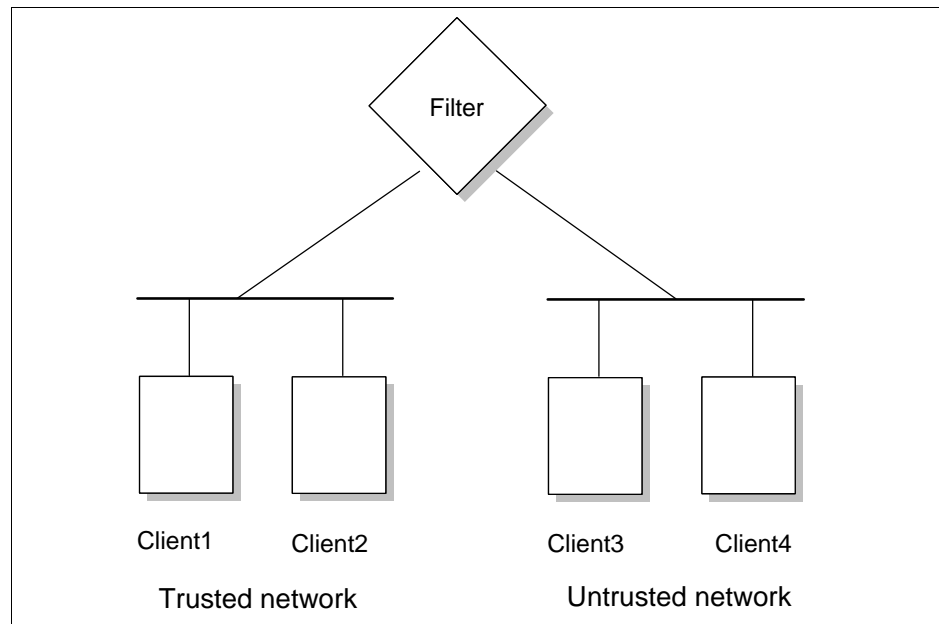 Filter
Client1
Client2
Client3
Client4
Trusted network
Untrusted network